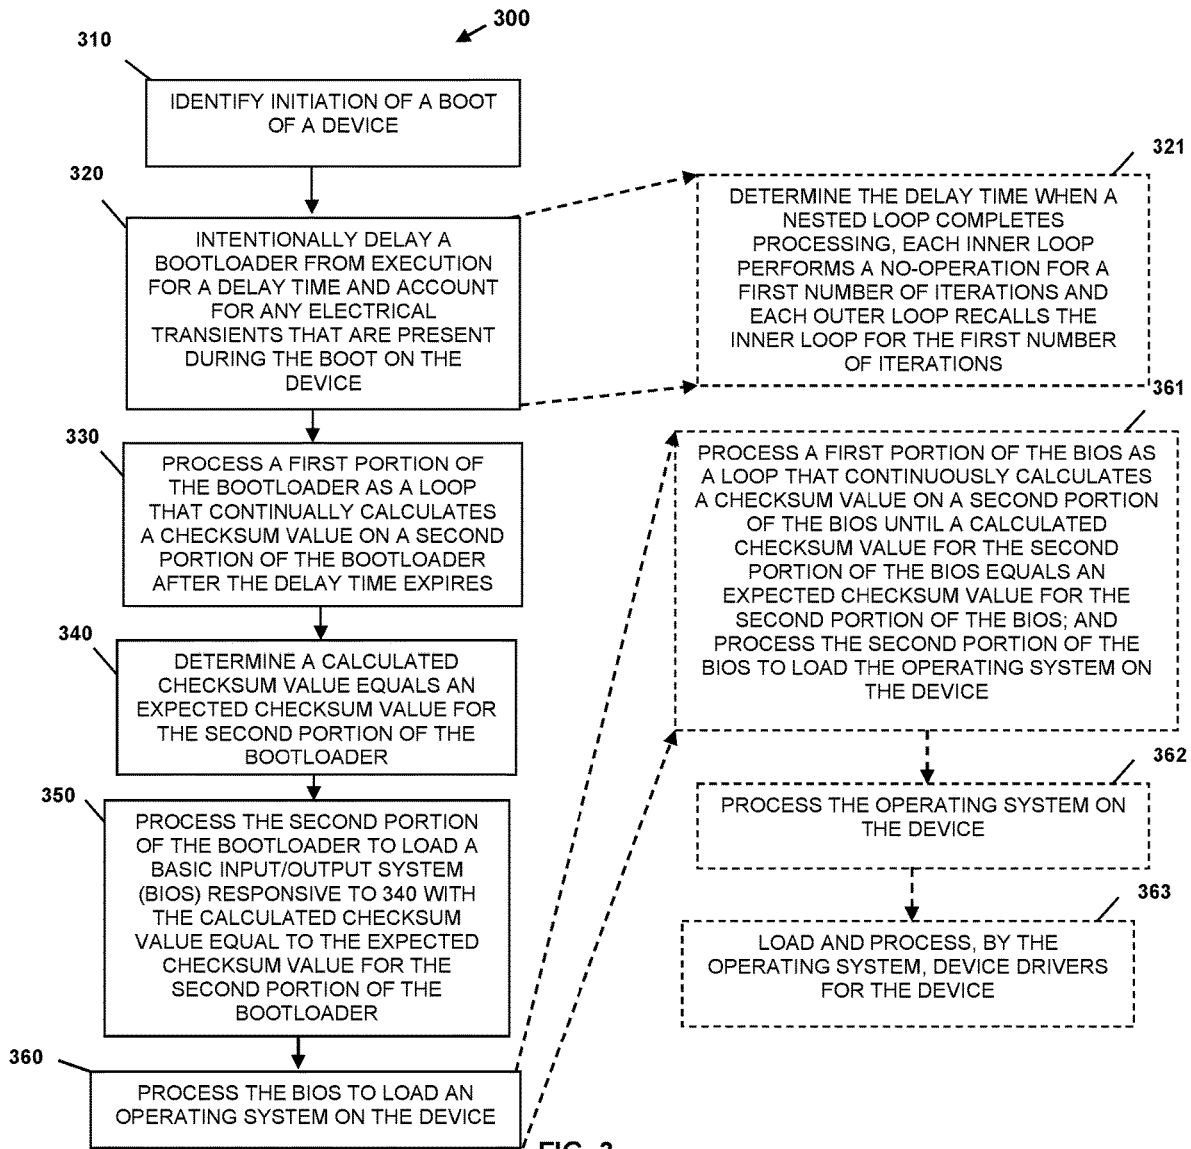 300
310
IDENTIFY INITIATION OF A BOOT
OF A DEVICE
320
INTENTIONALLY DELAY A
BOOTLOADER FROM EXECUTION
FOR A DELAY TIME AND ACCOUNT
FOR ANY ELECTRICAL
TRANSIENTS THAT ARE PRESENT
DURING THE BOOT ON THE
DEVICE
321
DETERMINE THE DELAY TIME WHEN A
NESTED LOOP COMPLETES
PROCESSING, EACH INNER LOOP
PERFORMS A NO-OPERATION FOR A
FIRST NUMBER OF ITERATIONS AND
EACH OUTER LOOP RECALLS THE
INNER LOOP FOR THE FIRST NUMBER
OF ITERATIONS
330
PROCESS A FIRST PORTION OF
THE BOOTLOADER AS A LOOP
THAT CONTINUALLY CALCULATES
A CHECKSUM VALUE ON A SECOND
PORTION OF THE BOOTLOADER
AFTER THE DELAY TIME EXPIRES
340
DETERMINE A CALCULATED
CHECKSUM VALUE EQUALS AN
EXPECTED CHECKSUM VALUE FOR
THE SECOND PORTION OF THE
BOOTLOADER
350
PROCESS THE SECOND PORTION
OF THE BOOTLOADER TO LOAD A
BASIC INPUT/OUTPUT SYSTEM
(BIOS) RESPONSIVE TO 340 WITH
THE CALCULATED CHECKSUM
VALUE EQUAL TO THE EXPECTED
CHECKSUM VALUE FOR THE
SECOND PORTION OF THE
BOOTLOADER
360
PROCESS THE BIOS TO LOAD AN
OPERATING SYSTEM ON THE DEVICE
361
PROCESS A FIRST PORTION OF THE BIOS AS
A LOOP THAT CONTINUOUSLY CALCULATES
A CHECKSUM VALUE ON A SECOND PORTION
OF THE BIOS UNTIL A CALCULATED
CHECKSUM VALUE FOR THE SECOND
PORTION OF THE BIOS EQUALS AN
EXPECTED CHECKSUM VALUE FOR THE
SECOND PORTION OF THE BIOS; AND
PROCESS THE SECOND PORTION OF THE
BIOS TO LOAD THE OPERATING SYSTEM ON
THE DEVICE
362
PROCESS THE OPERATING SYSTEM ON
THE DEVICE
363
LOAD AND PROCESS, BY THE
OPERATING SYSTEM, DEVICE DRIVERS
FOR THE DEVICE
FIG.